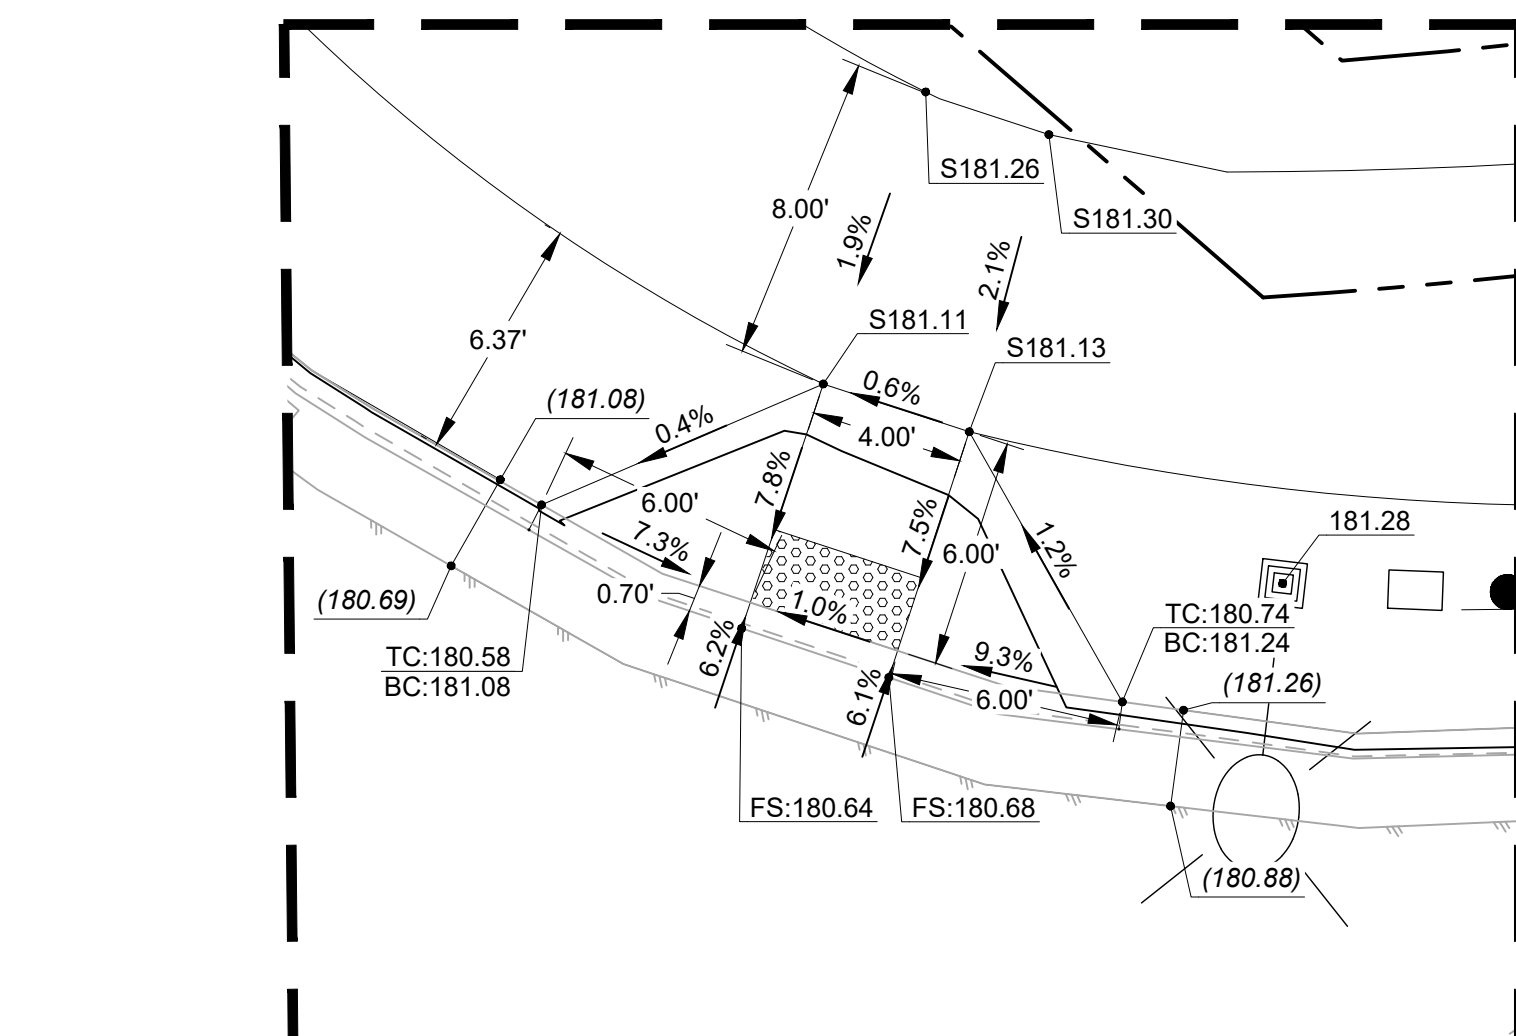 S181.26
8.00'
S181.30
1.9%
2.1%
S181.11
6.37'
S181.13
0.6%
(181.08)
0.4%
4.00'
7.8%
6.00'
7.5%
181.28
7.3%
6.00'
1.2%
0.70'
(180.69)
1.0%
TC:180.74
BC:181.24
6.2%
TC:180.58
BC:181.08
9.3%
(181.26)
6.1%
6.00'
FS:180.64
FS:180.68
(180.88)